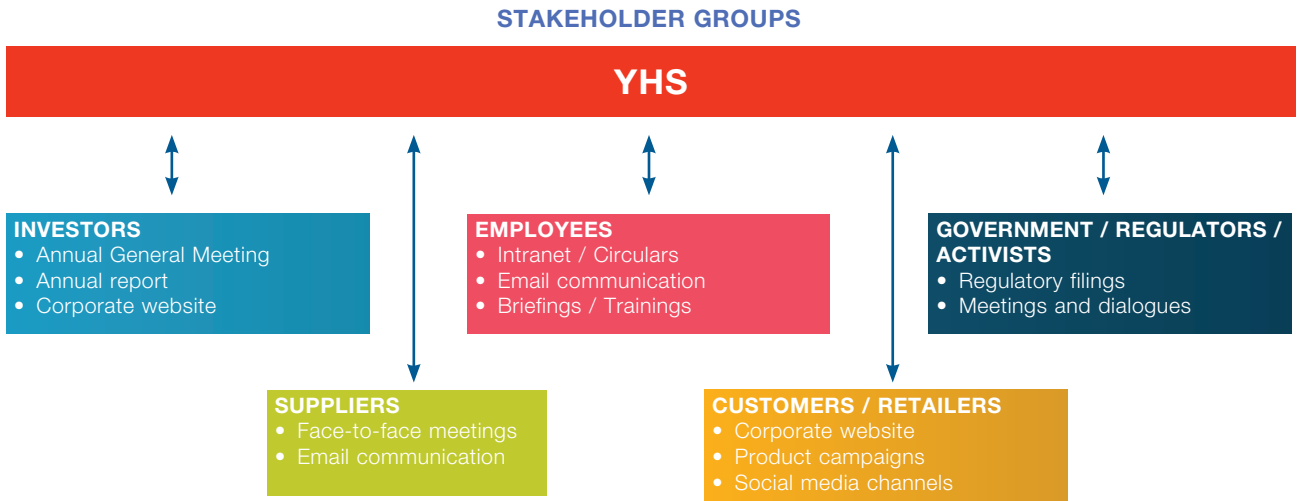 STAKEHOLDER GROUPS
YHS
INVESTORS
• Annual General Meeting
• Annual report
• Corporate website
EMPLOYEES
• Intranet / Circulars
• Email communication
• Briefings / Trainings
GOVERNMENT / REGULATORS /
ACTIVISTS
• Regulatory filings
• Meetings and dialogues
SUPPLIERS
• Face-to-face meetings
• Email communication
CUSTOMERS / RETAILERS
• Corporate website
• Product campaigns
• Social media channels